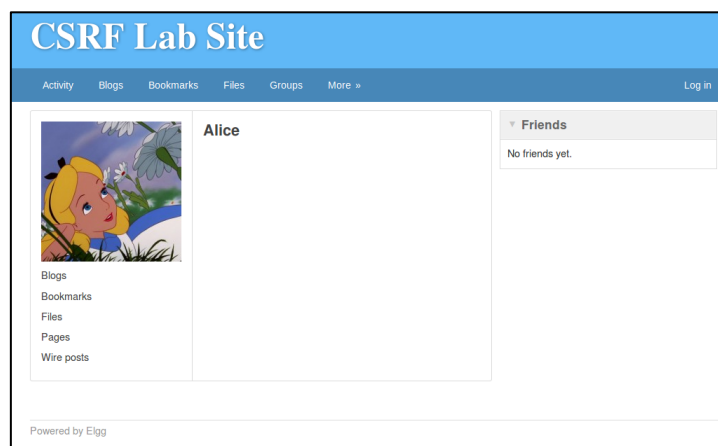 CSRF Lab Site
Activity Blogs Bookmarks Files Groups More » Log in
Alice
Blogs
Bookmarks
Files
Pages
Wire posts
▼ Friends
No friends yet.
Powered by Elgg